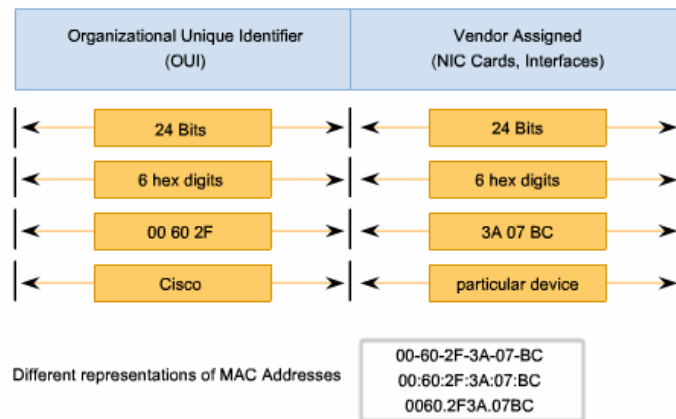 Organizational Unique Identifier
(OUI)
Vendor Assigned
(NIC Cards, Interfaces)
24 Bits
24 Bits
6 hex digits
6 hex digits
00 60 2F
3A 07 BC
Cisco
particular device
Different representations of MAC Addresses
00-60-2F-3A-07-BC
00:60:2F:3A:07:BC
0060.2F3A.07BC